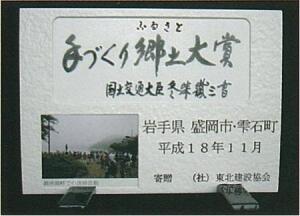 ふるさと
手づくり郷土大賞
国土交通大臣 冬柴鐵三書
岩手県 盛岡市・雫石町
平成18年11月
寄贈 (社)東北建設協会